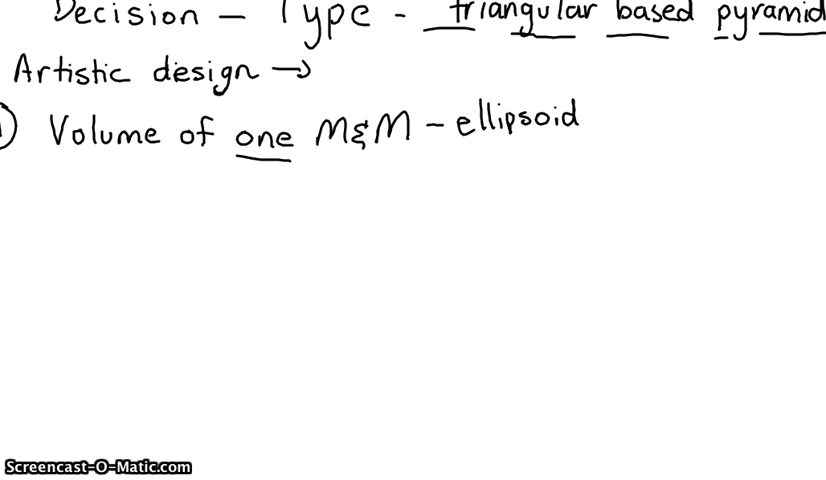 Decision — Type - triangular based pyramid
Artistic design →
Volume of one M&M - ellipsoid
Screencast-O-Matic.com